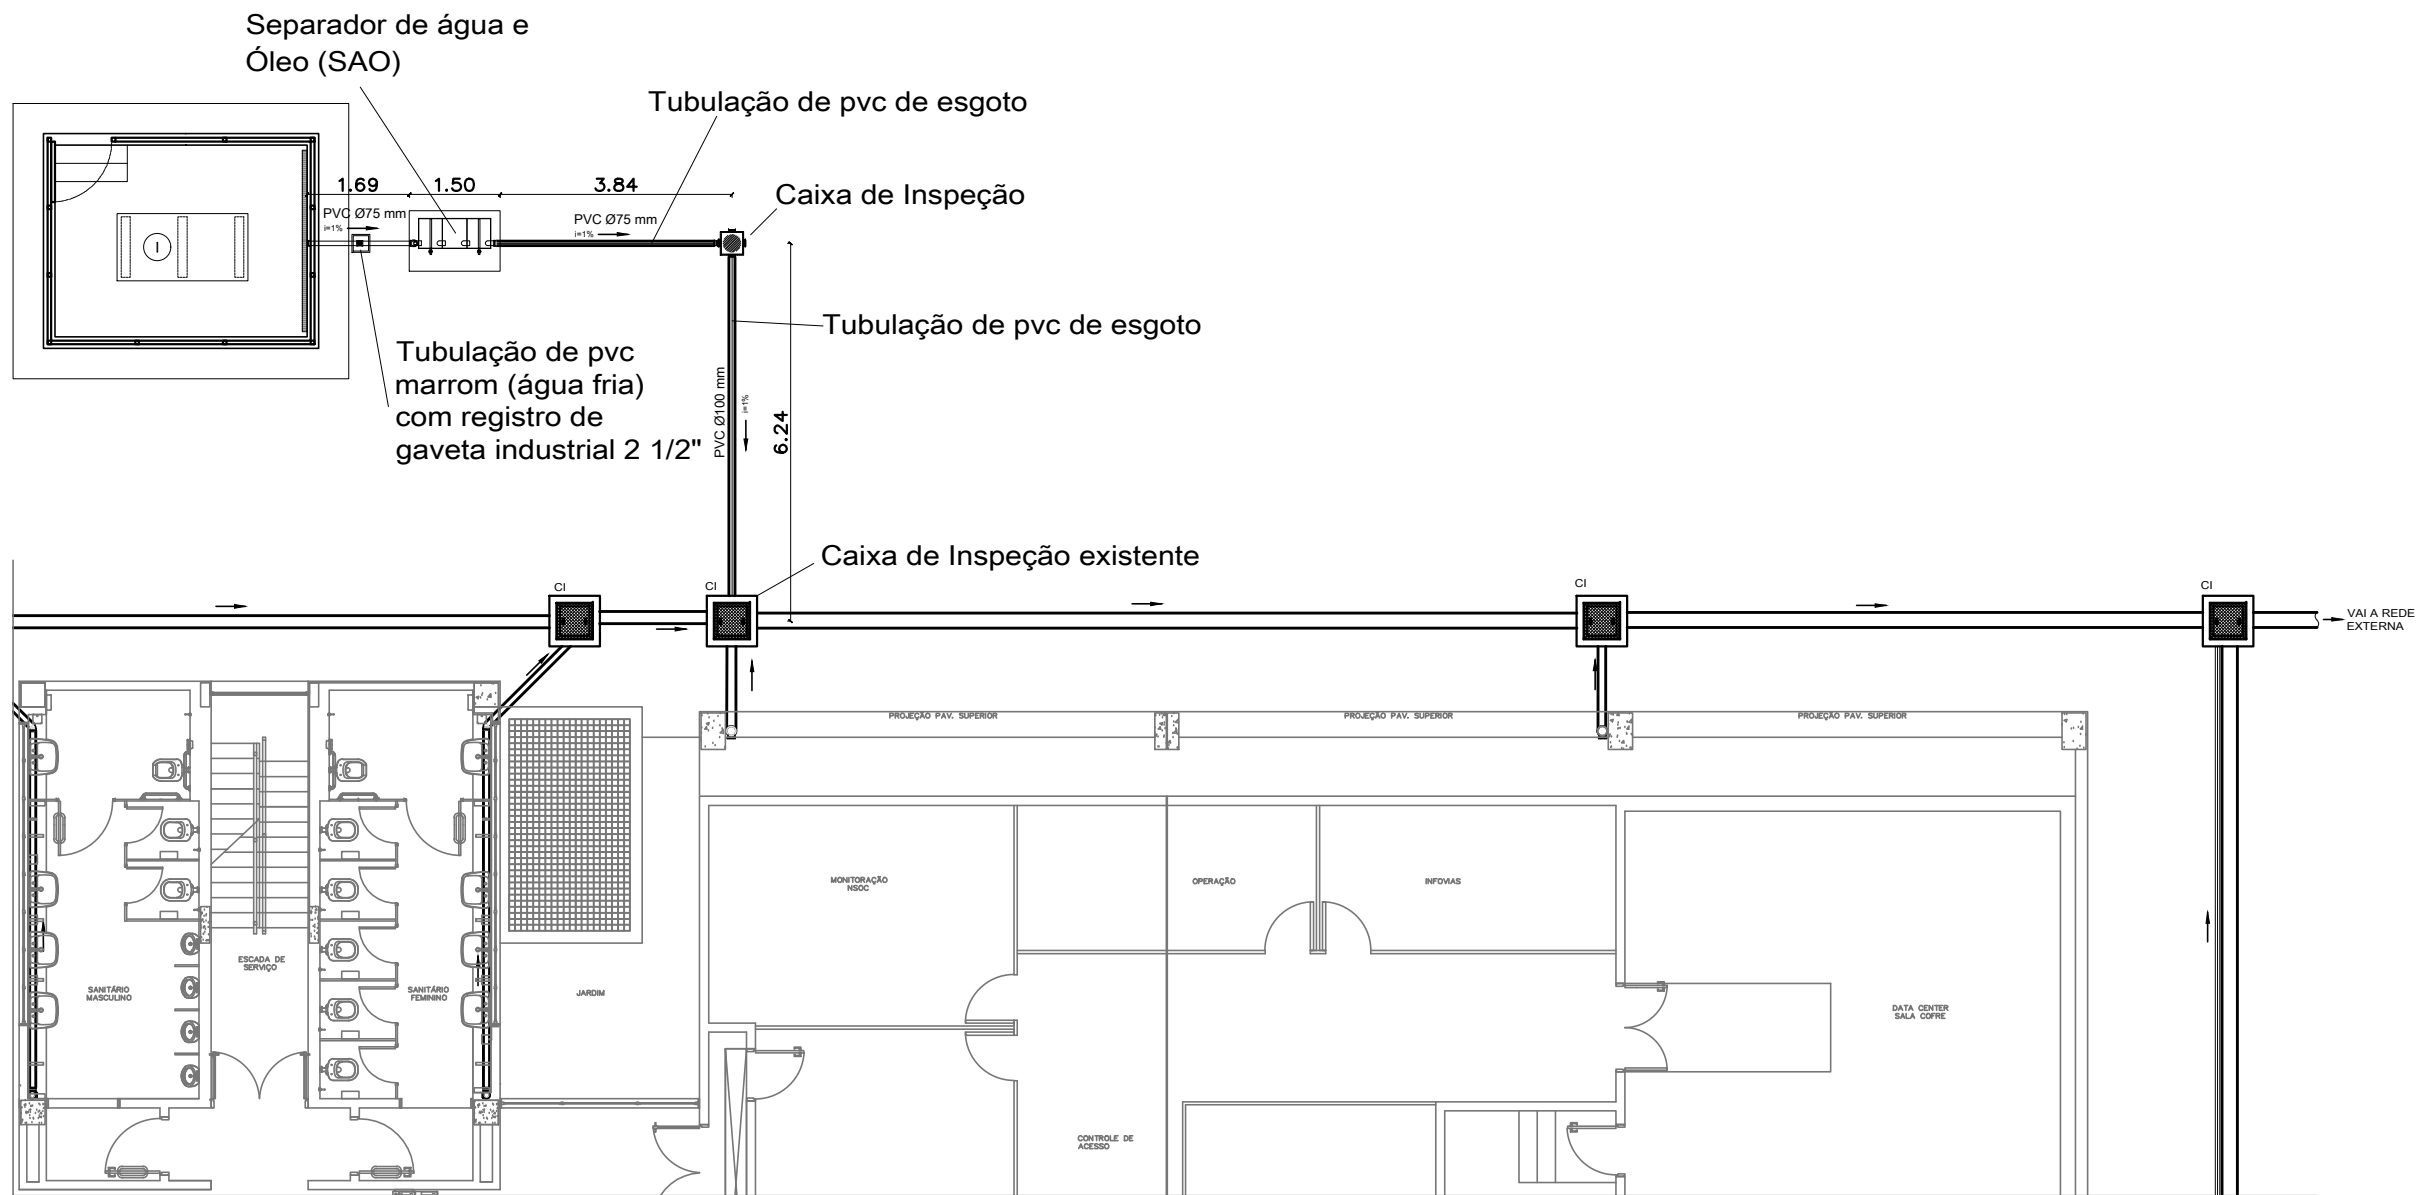 Separador de água e
Óleo (SAO)
Tubulação de pvc de esgoto
1.69
1.50
3.84
Caixa de Inspeção
PVC Ø75 mm
i=1%
PVC Ø75 mm
i=1%
I
Tubulação de pvc de esgoto
Tubulação de pvc
marrom (água fria)
com registro de
gaveta industrial 2 1/2"
PVC Ø100 mm
i=1%
6.24
Caixa de Inspeção existente
CI
CI
CI
CI
VAI A REDE
EXTERNA
PROJEÇÃO PAV. SUPERIOR
PROJEÇÃO PAV. SUPERIOR
PROJEÇÃO PAV. SUPERIOR
MONITORAÇÃO
NSOC
OPERAÇÃO
INFOVIAS
ESCADA DE
SERVIÇO
SANITÁRIO
MASCULINO
SANITÁRIO
FEMININO
JARDIM
DATA CENTER
SALA COFRE
CONTROLE DE
ACESSO